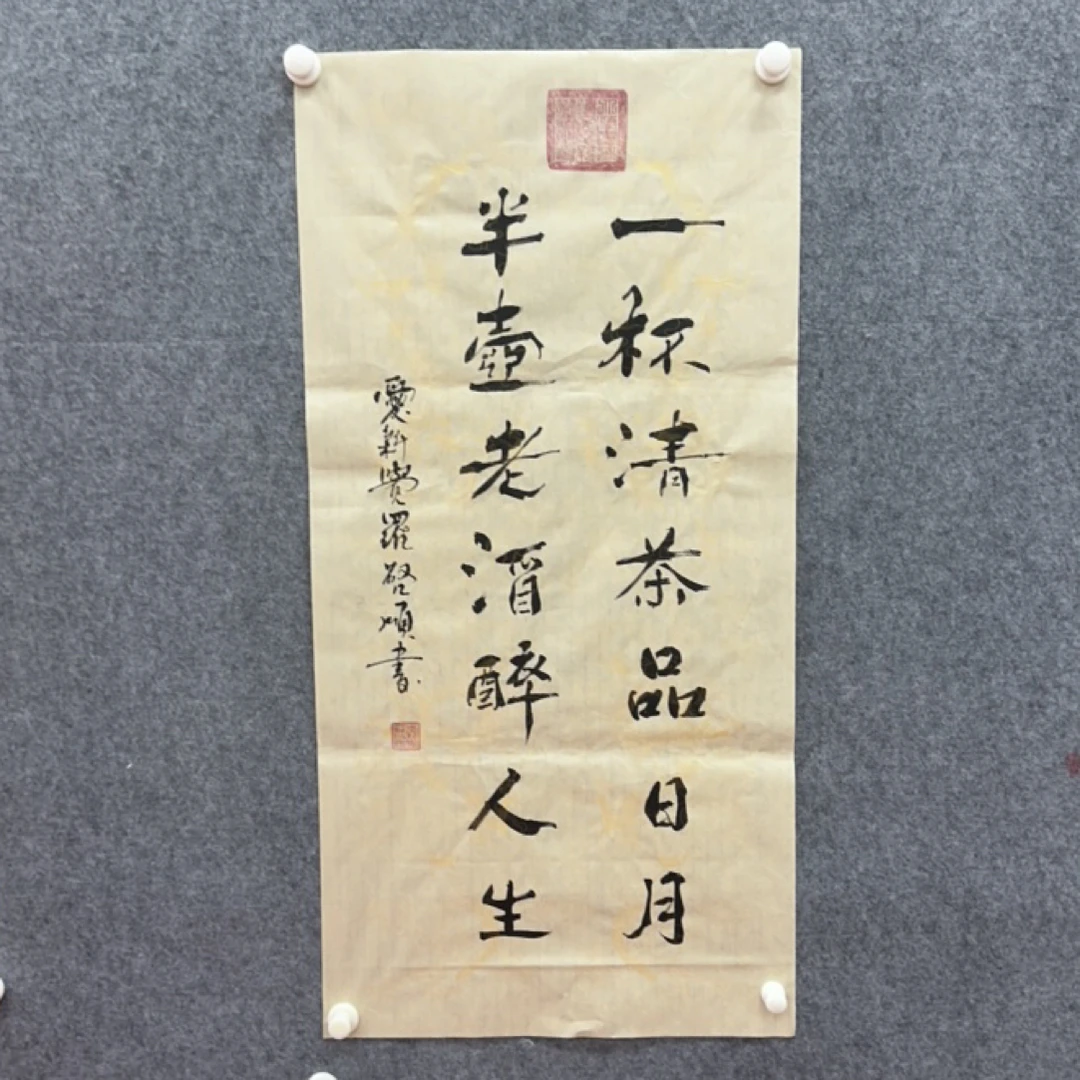 一杯清茶品日月
半壺老酒醉人生
愛新覺羅啓碩書